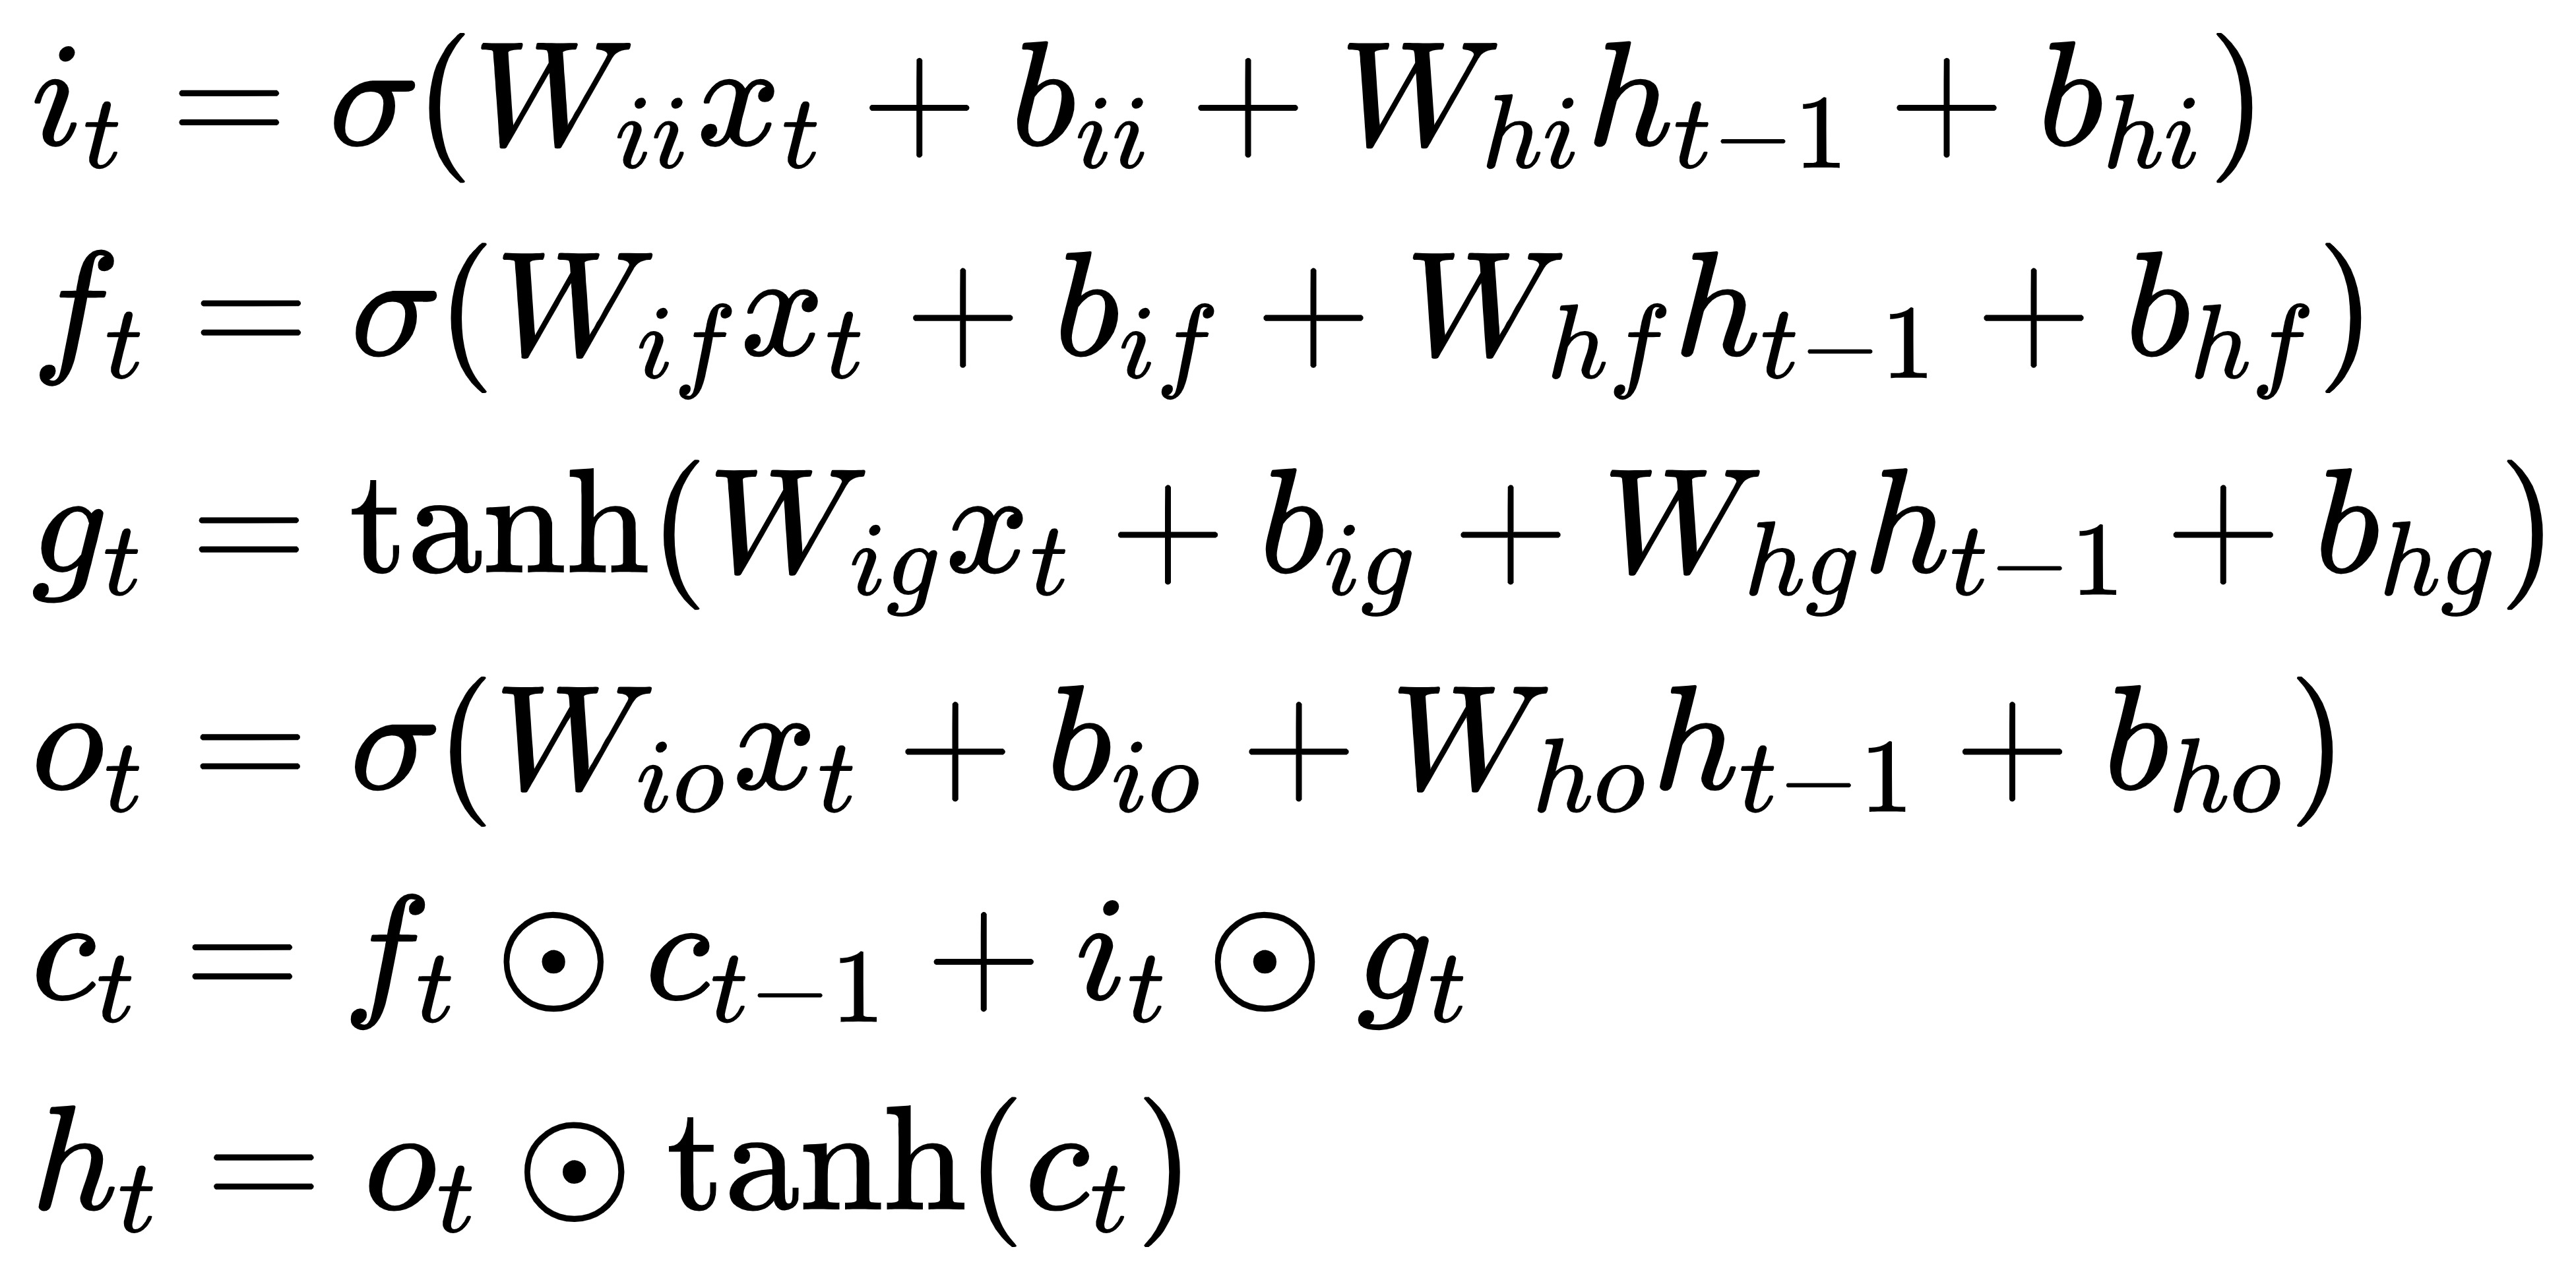 i_t = σ(W_{ii} x_t + b_{ii} + W_{hi} h_{t−1} + b_{hi})
f_t = σ(W_{if} x_t + b_{if} + W_{hf} h_{t−1} + b_{hf})
g_t = tanh(W_{ig} x_t + b_{ig} + W_{hg} h_{t−1} + b_{hg})
o_t = σ(W_{io} x_t + b_{io} + W_{ho} h_{t−1} + b_{ho})
c_t = f_t ⊙ c_{t−1} + i_t ⊙ g_t
h_t = o_t ⊙ tanh(c_t)